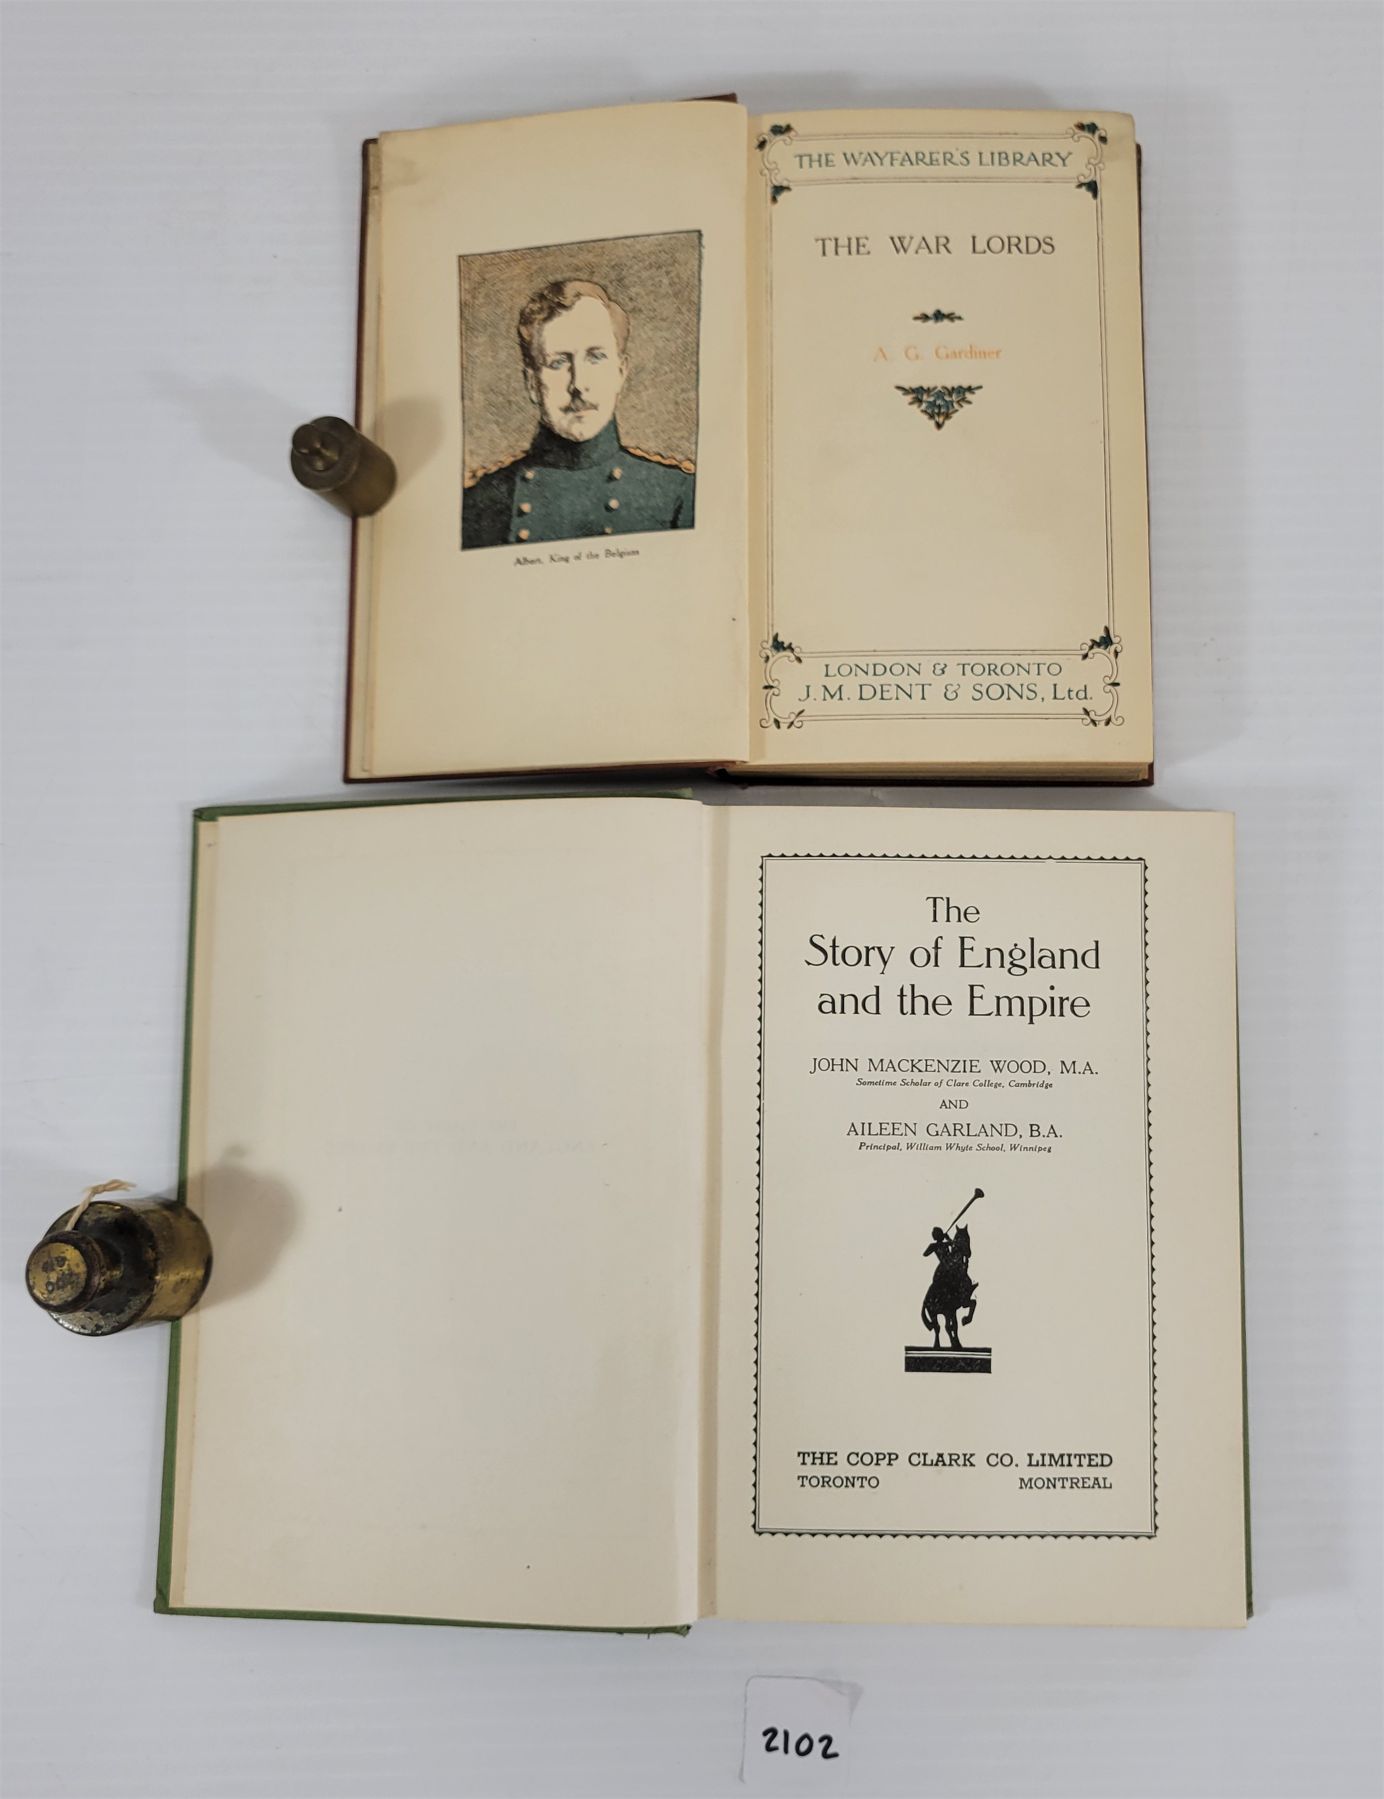 THE WAYFARER'S LIBRARY
THE WAR LORDS
A. G. Gardiner
Albert, King of the Belgians
LONDON & TORONTO
J. M. DENT & SONS, Ltd.
The
Story of England
and the Empire
JOHN MACKENZIE WOOD, M.A.
Sometime Scholar of Clare College, Cambridge
AND
AILEEN GARLAND, B.A.
Principal, William Whyte School, Winnipeg
THE COPP CLARK CO. LIMITED
TORONTO MONTREAL
2102